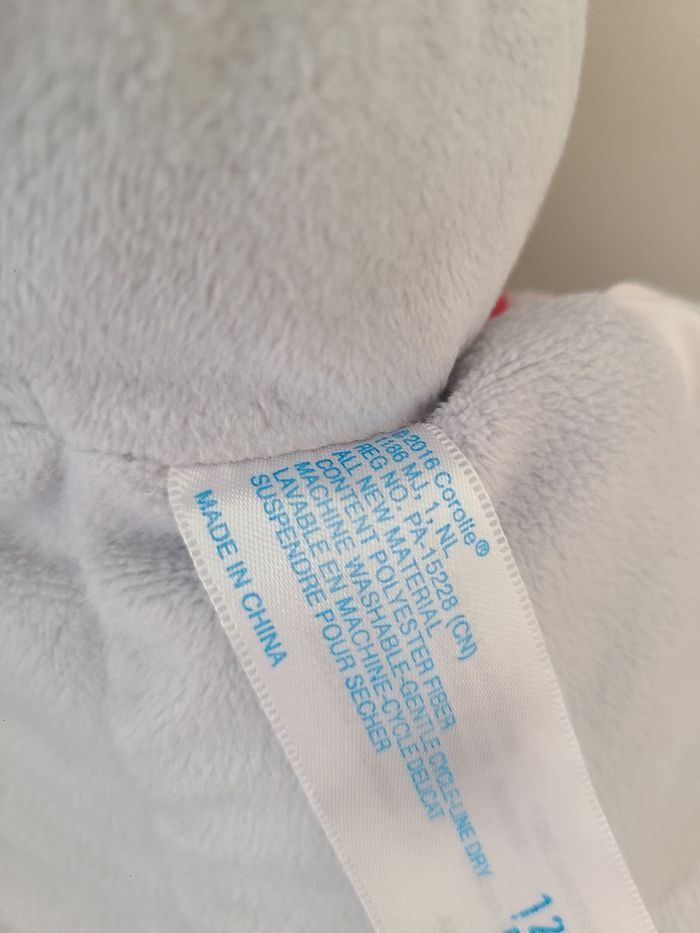 © 2016 Corolle®
1186 MJ, 1, NL
REG NO. PA-15228 (CN)
ALL NEW MATERIAL
CONTENT POLYESTER FIBER
MACHINE WASHABLE-GENTLE CYCLE-LINE DRY
LAVABLE EN MACHINE-CYCLE DELICAT
SUSPENDRE POUR SECHER
MADE IN CHINA
12